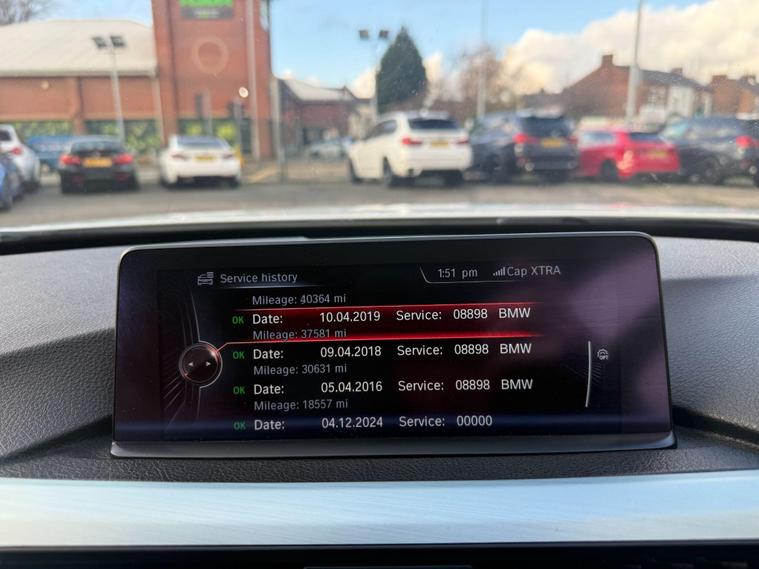 Service history
1:51 pm Cap XTRA
Mileage: 40364 mi
OK Date: 10.04.2019 Service: 08898 BMW
Mileage: 37581 mi
OK Date: 09.04.2018 Service: 08898 BMW
Mileage: 30631 mi
OK Date: 05.04.2016 Service: 08898 BMW
Mileage: 18557 mi
OK Date: 04.12.2024 Service: 00000